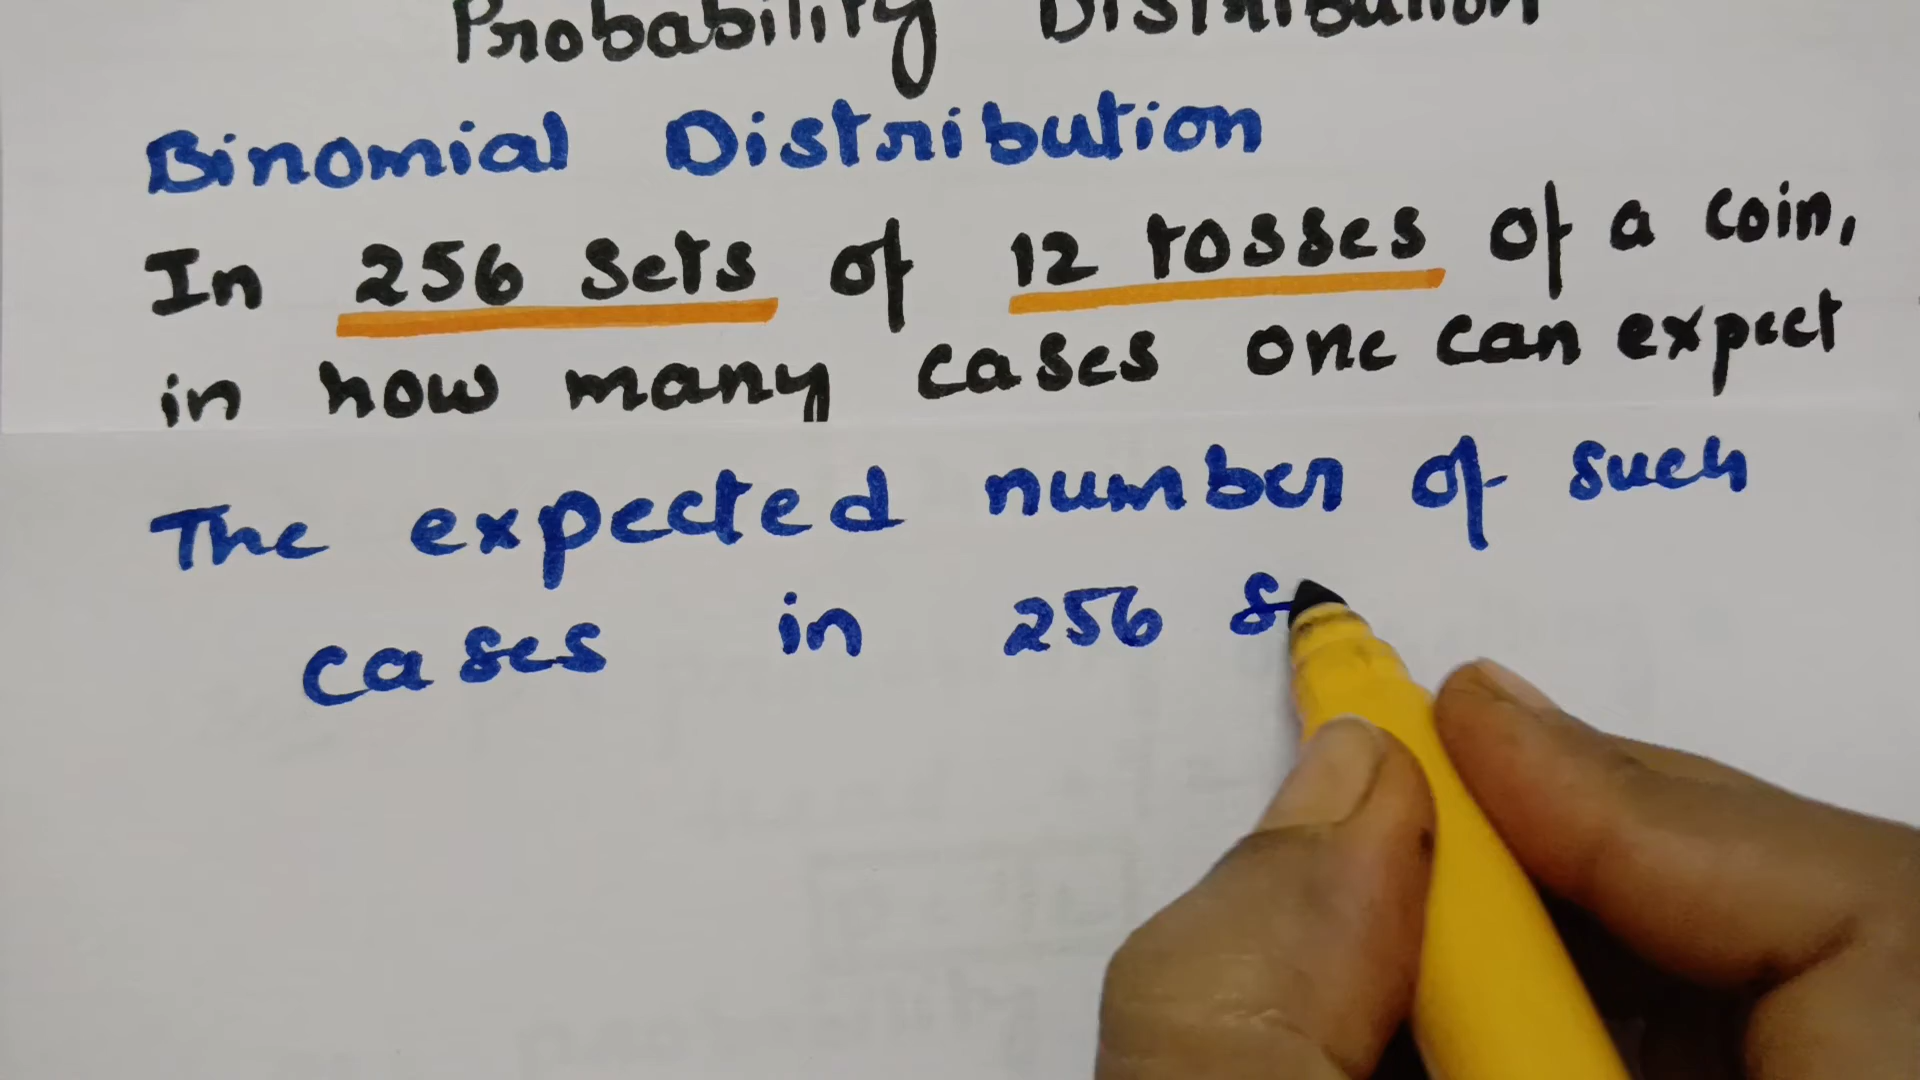 Probability Distribution
Binomial Distribution
In 256 sets of 12 tosses of a coin,
in how many cases one can expect
The expected number of such
cases in 256 s